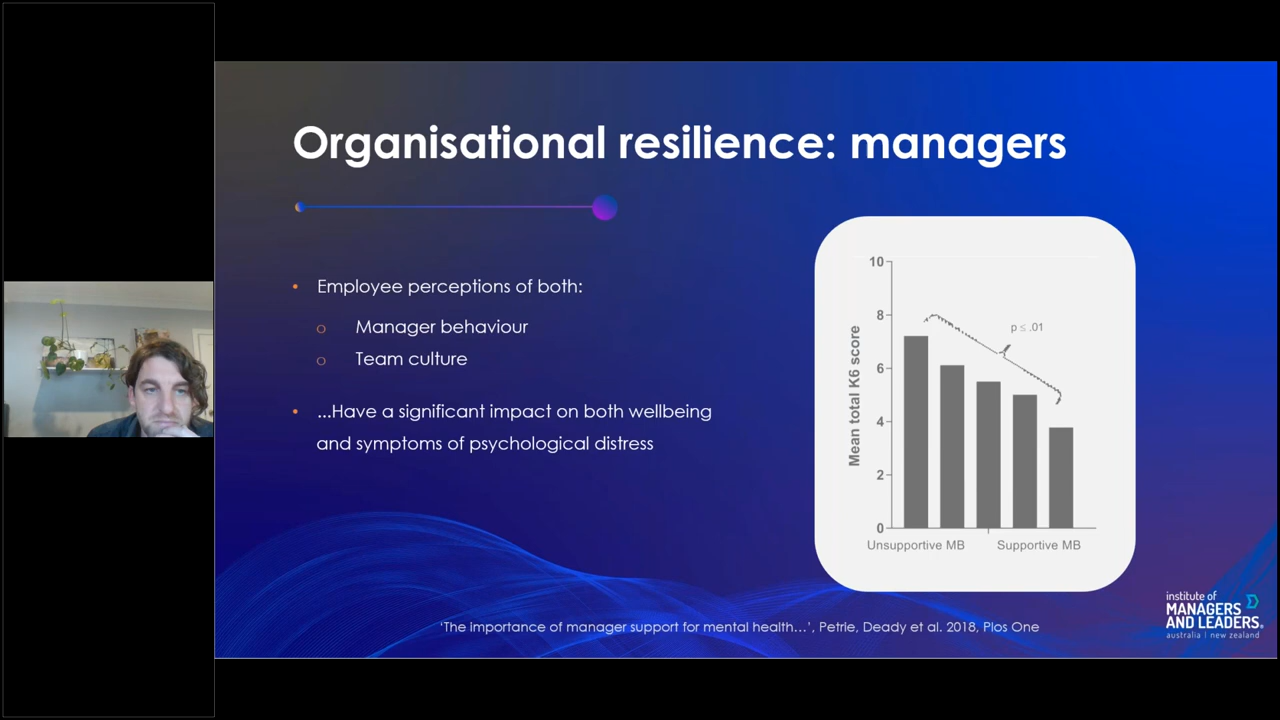 Organisational resilience: managers
• Employee perceptions of both:
o Manager behaviour
o Team culture
• ...Have a significant impact on both wellbeing
and symptoms of psychological distress
10
8
6
4
2
0
Mean total K6 score
p ≤ .01
Unsupportive MB
Supportive MB
'The importance of manager support for mental health...', Petrie, Deady et al. 2018, Plos One
institute of
MANAGERS
AND LEADERS®
australia | new zealand